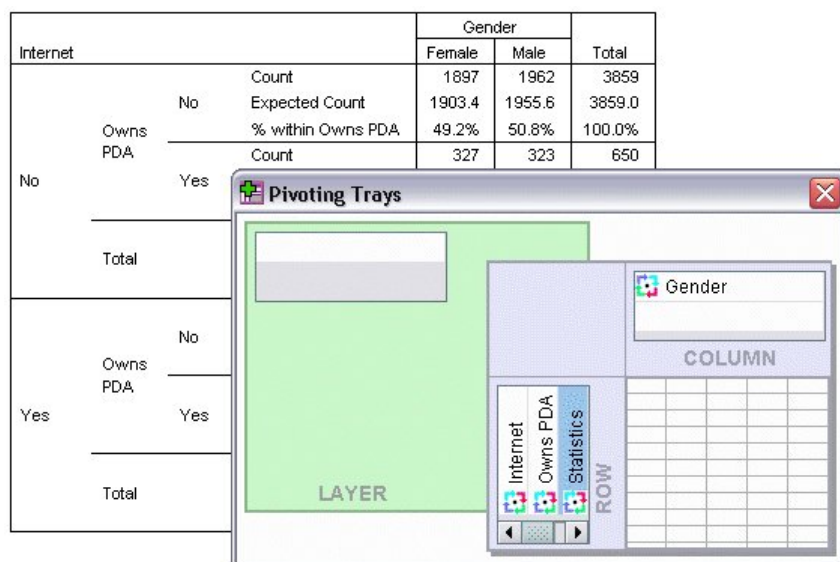 Gender
Internet Female Male Total
Count 1897 1962 3859
No Expected Count 1903.4 1955.6 3859.0
Owns PDA
% within Owns PDA 49.2% 50.8% 100.0%
Count 327 323 650
No
Yes
Total
Pivoting Trays
Gender
COLUMN
Internet
Owns PDA
Statistics
ROW
LAYER
No
Owns PDA
Yes
Yes
Total